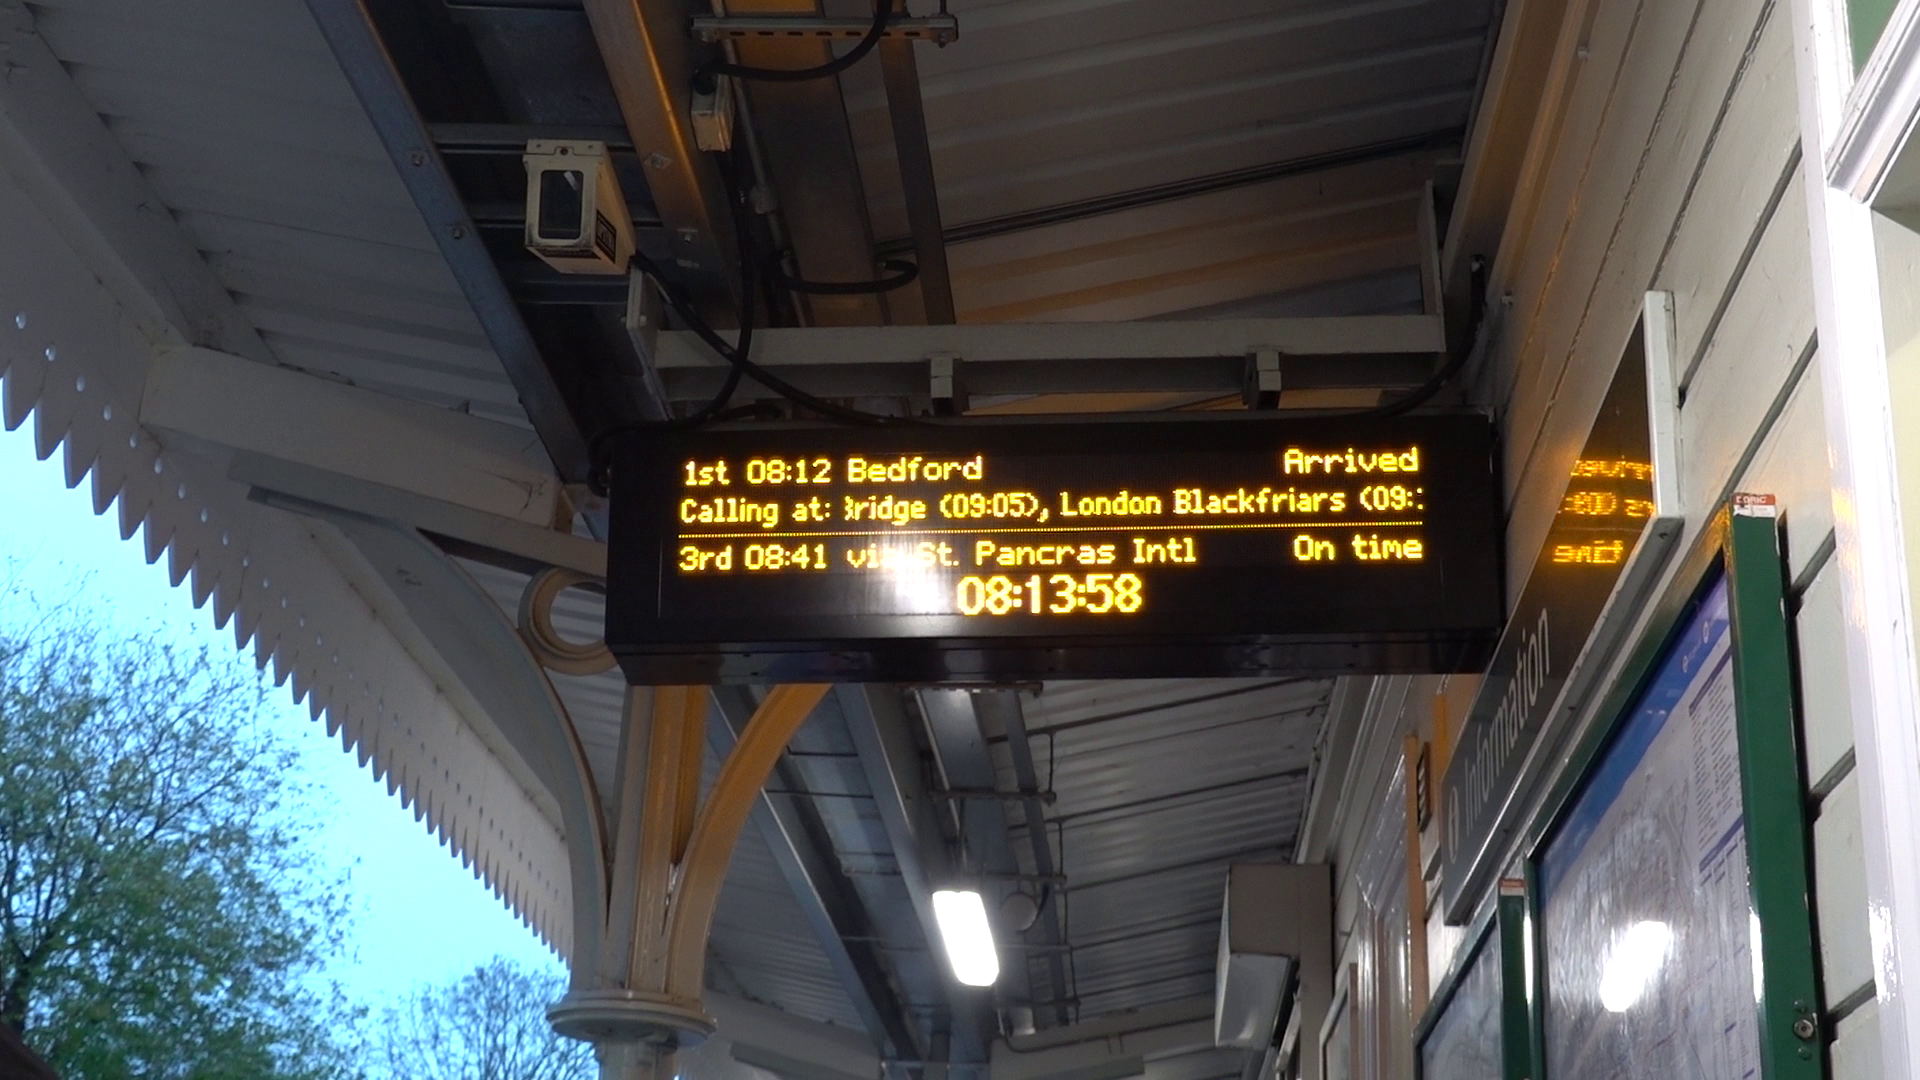 1st 08:12 Bedford Arrived
Calling at: ridge (09:05), London Blackfriars (09:
3rd 08:41 via St. Pancras Intl On time
08:13:58
Information